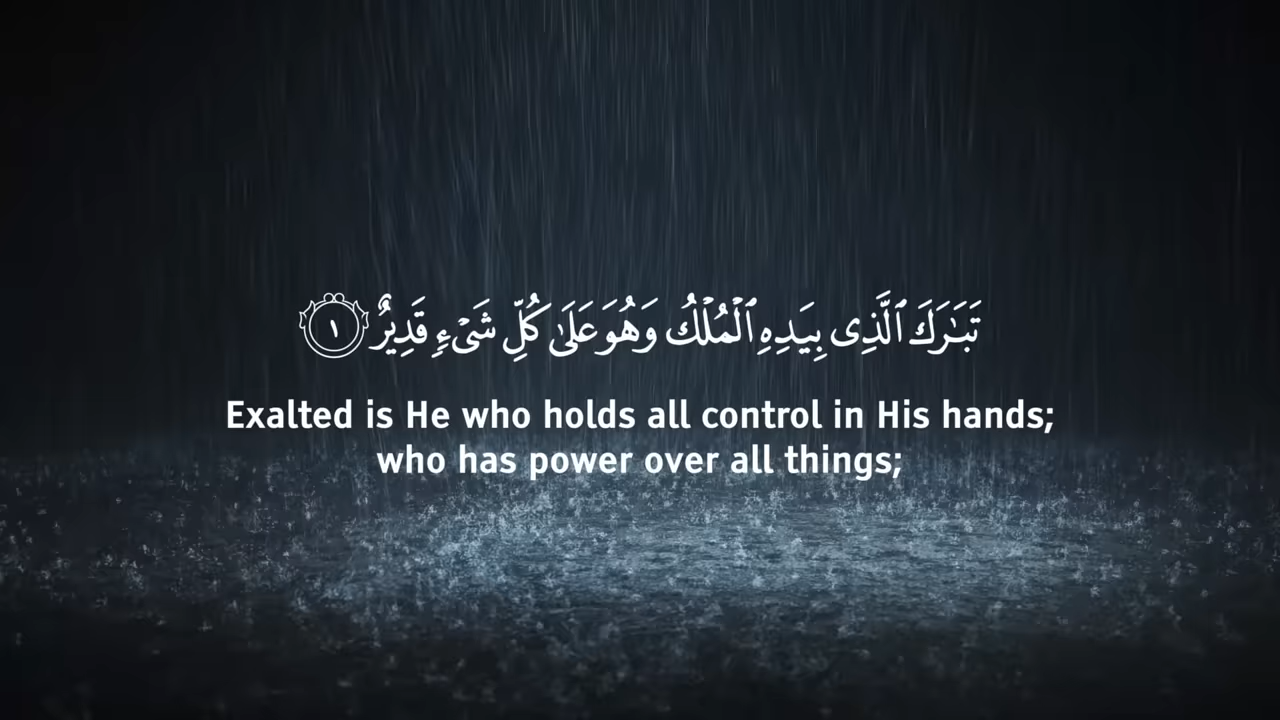 تَبَـٰرَكَ ٱلَّذِى بِيَدِهِ ٱلْمُلْكُ وَهُوَ عَلَىٰ كُلِّ شَىْءٍ قَدِيرٌ ١
Exalted is He who holds all control in His hands;
who has power over all things;